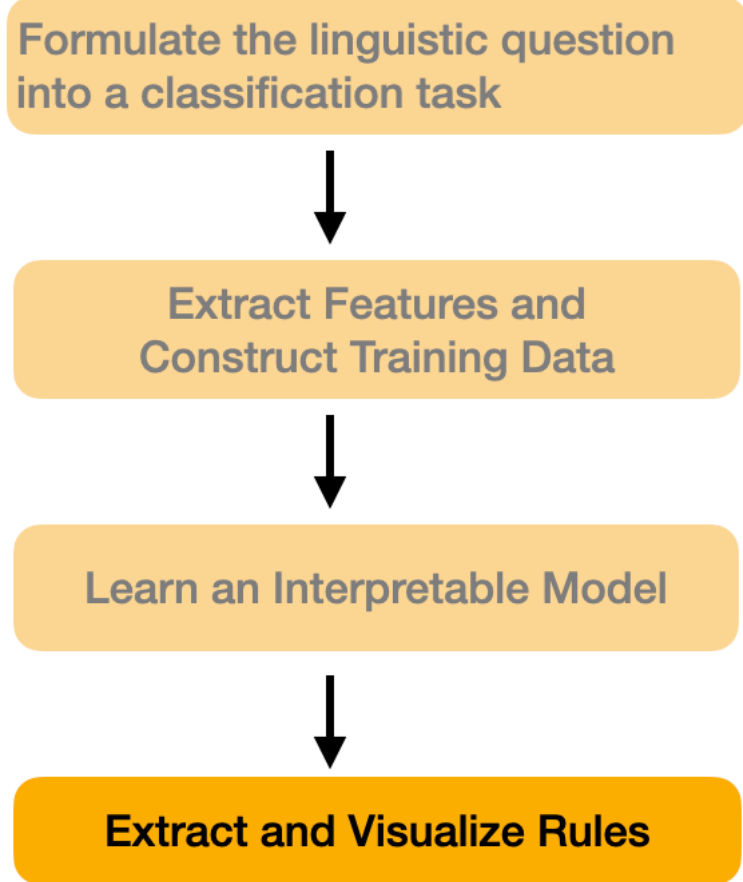 Formulate the linguistic question
into a classification task
Extract Features and
Construct Training Data
Learn an Interpretable Model
Extract and Visualize Rules